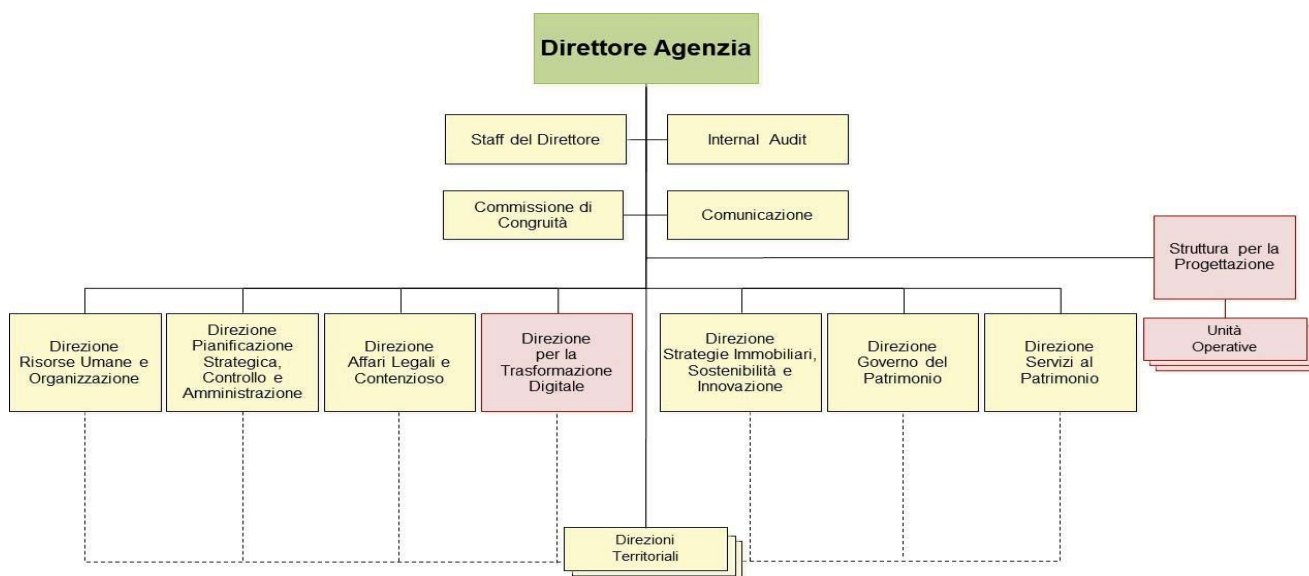 Direttore Agenzia
Staff del Direttore
Internal Audit
Commissione di
Congruità
Comunicazione
Struttura per la
Progettazione
Unità
Operative
Direzione
Risorse Umane e
Organizzazione
Direzione
Pianificazione
Strategica,
Controllo e
Amministrazione
Direzione
Affari Legali e
Contenzioso
Direzione
per la
Trasformazione
Digitale
Direzione
Strategie Immobiliari,
Sostenibilità e
Innovazione
Direzione
Governo del
Patrimonio
Direzione
Servizi al
Patrimonio
Direzioni
Territoriali